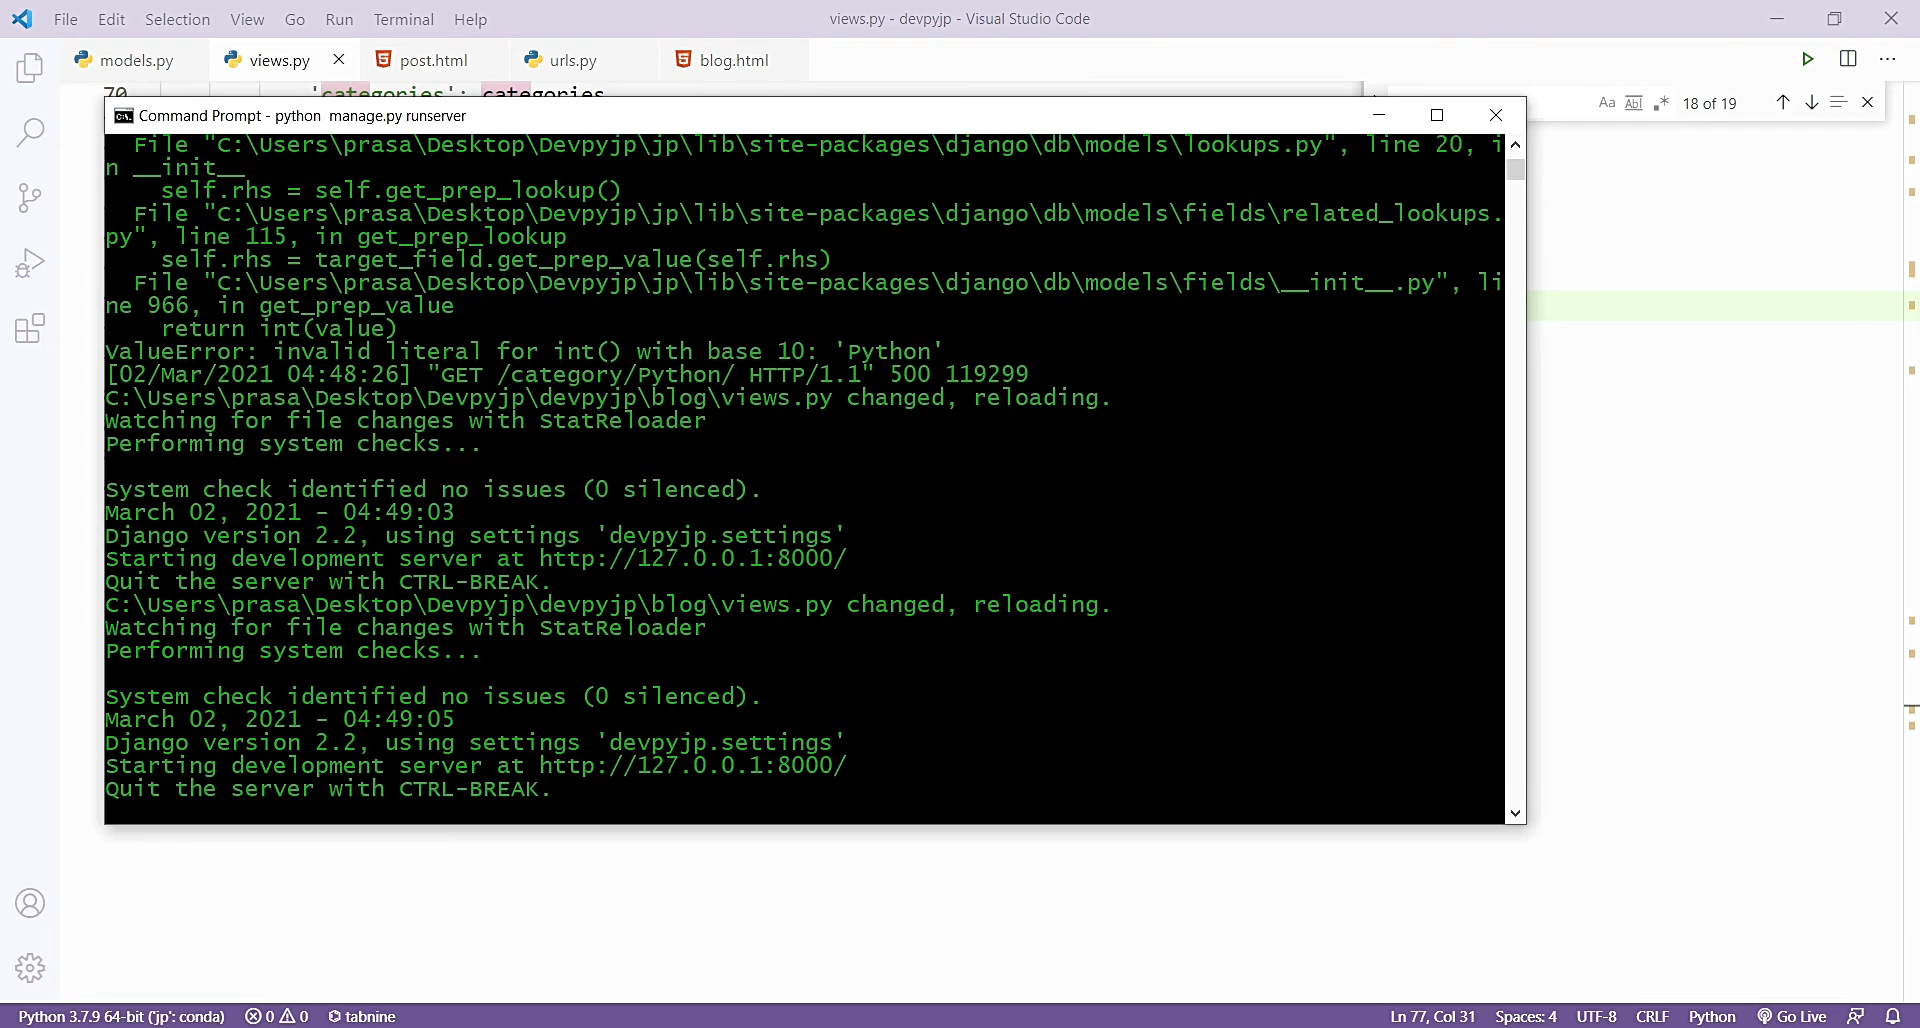 File Edit Selection View Go Run Terminal Help views.py - devpyjp - Visual Studio Code
models.py views.py post.html urls.py blog.html
70 'categories': categories
Aa Abl .* 18 of 19
Command Prompt - python manage.py runserver
File "C:\Users\prasa\Desktop\Devpyjp\jp\lib\site-packages\django\db\models\lookups.py", line 20, i
n __init__
self.rhs = self.get_prep_lookup()
File "C:\Users\prasa\Desktop\Devpyjp\jp\lib\site-packages\django\db\models\fields\related_lookups.
py", line 115, in get_prep_lookup
self.rhs = target_field.get_prep_value(self.rhs)
File "C:\Users\prasa\Desktop\Devpyjp\jp\lib\site-packages\django\db\models\fields\__init__.py", li
ne 966, in get_prep_value
return int(value)
ValueError: invalid literal for int() with base 10: 'Python'
[02/Mar/2021 04:48:26] "GET /category/Python/ HTTP/1.1" 500 119299
C:\Users\prasa\Desktop\Devpyjp\devpyjp\blog\views.py changed, reloading.
Watching for file changes with StatReloader
Performing system checks...
System check identified no issues (0 silenced).
March 02, 2021 - 04:49:03
Django version 2.2, using settings 'devpyjp.settings'
Starting development server at http://127.0.0.1:8000/
Quit the server with CTRL-BREAK.
C:\Users\prasa\Desktop\Devpyjp\devpyjp\blog\views.py changed, reloading.
Watching for file changes with StatReloader
Performing system checks...
System check identified no issues (0 silenced).
March 02, 2021 - 04:49:05
Django version 2.2, using settings 'devpyjp.settings'
Starting development server at http://127.0.0.1:8000/
Quit the server with CTRL-BREAK.
Python 3.7.9 64-bit ('jp': conda) 0 0 tabnine Ln 77, Col 31 Spaces: 4 UTF-8 CRLF Python Go Live